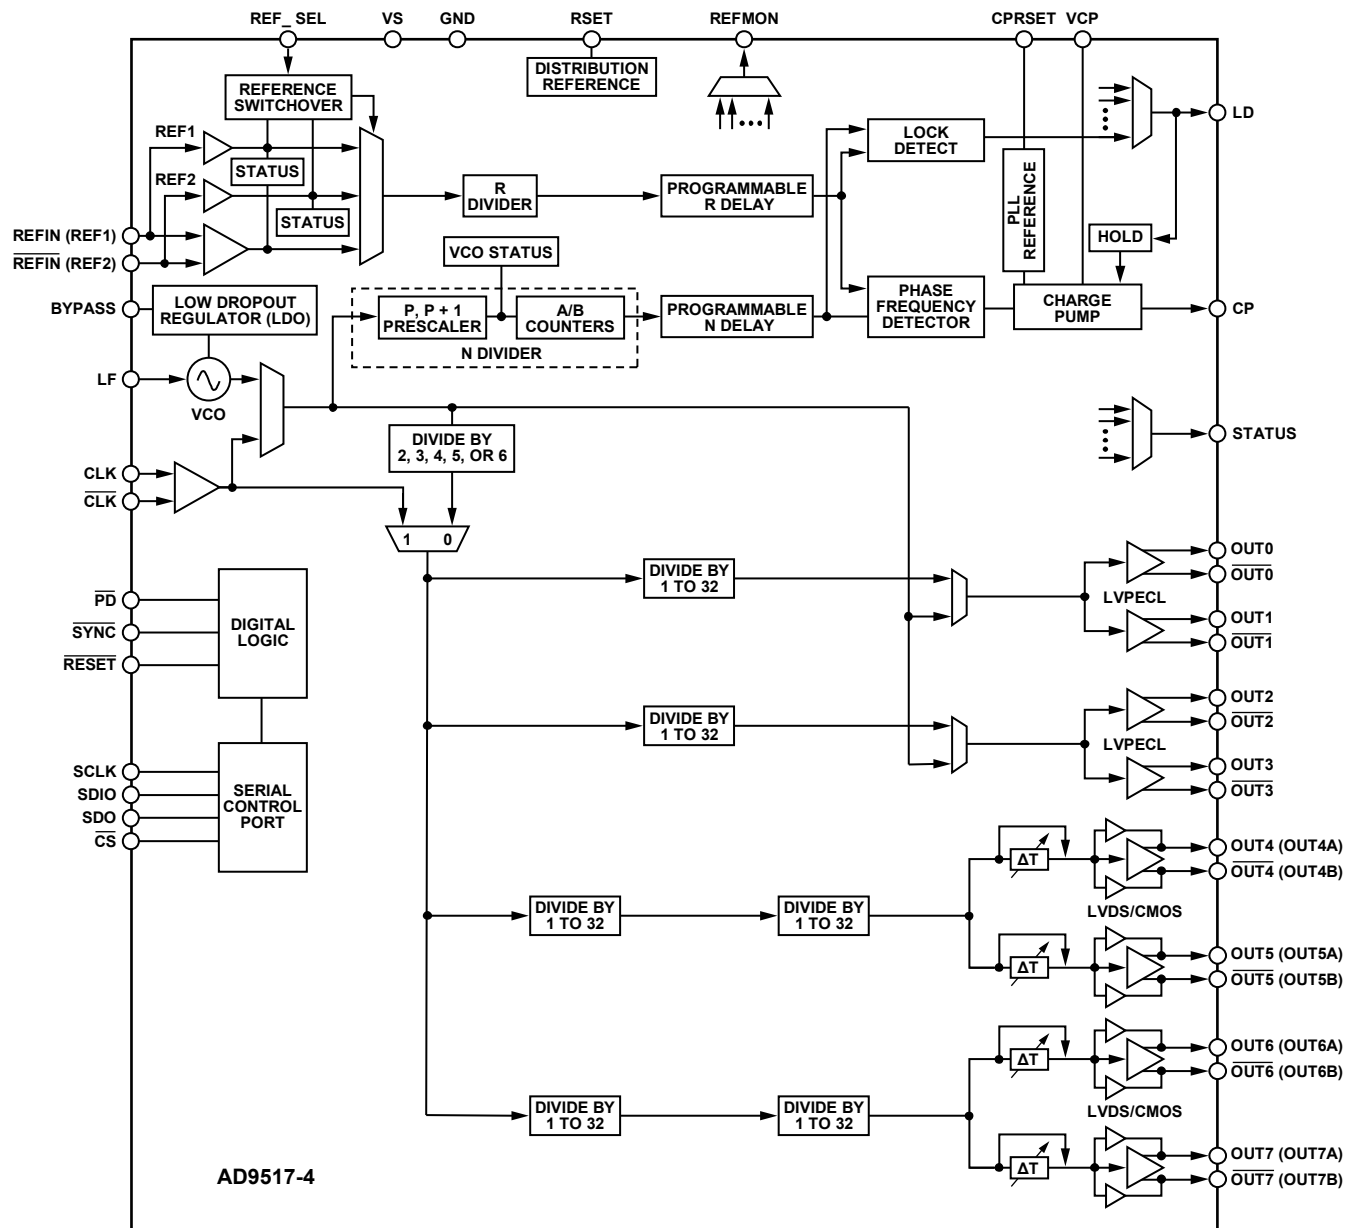 REF_ SEL VS GND RSET REFMON CPRSET VCP
DISTRIBUTION
REFERENCE
REFERENCE
SWITCHOVER
REF1
STATUS
REF2
STATUS
REFIN (REF1)
REFIN (REF2)
R
DIVIDER
PROGRAMMABLE
R DELAY
LOCK
DETECT
PLL
REFERENCE
LD
HOLD
VCO STATUS
BYPASS
LOW DROPOUT
REGULATOR (LDO)
P, P + 1
PRESCALER
A/B
COUNTERS
N DIVIDER
PROGRAMMABLE
N DELAY
PHASE
FREQUENCY
DETECTOR
CHARGE
PUMP
CP
LF
VCO
STATUS
DIVIDE BY
2, 3, 4, 5, OR 6
CLK
CLK
1 0
DIVIDE BY
1 TO 32
LVPECL
OUT0
OUT0
OUT1
OUT1
PD
SYNC
RESET
DIGITAL
LOGIC
DIVIDE BY
1 TO 32
LVPECL
OUT2
OUT2
OUT3
OUT3
SCLK
SDIO
SDO
CS
SERIAL
CONTROL
PORT
DIVIDE BY
1 TO 32
DIVIDE BY
1 TO 32
ΔT
LVDS/CMOS
ΔT
OUT4 (OUT4A)
OUT4 (OUT4B)
OUT5 (OUT5A)
OUT5 (OUT5B)
DIVIDE BY
1 TO 32
DIVIDE BY
1 TO 32
ΔT
LVDS/CMOS
ΔT
OUT6 (OUT6A)
OUT6 (OUT6B)
OUT7 (OUT7A)
OUT7 (OUT7B)
AD9517-4